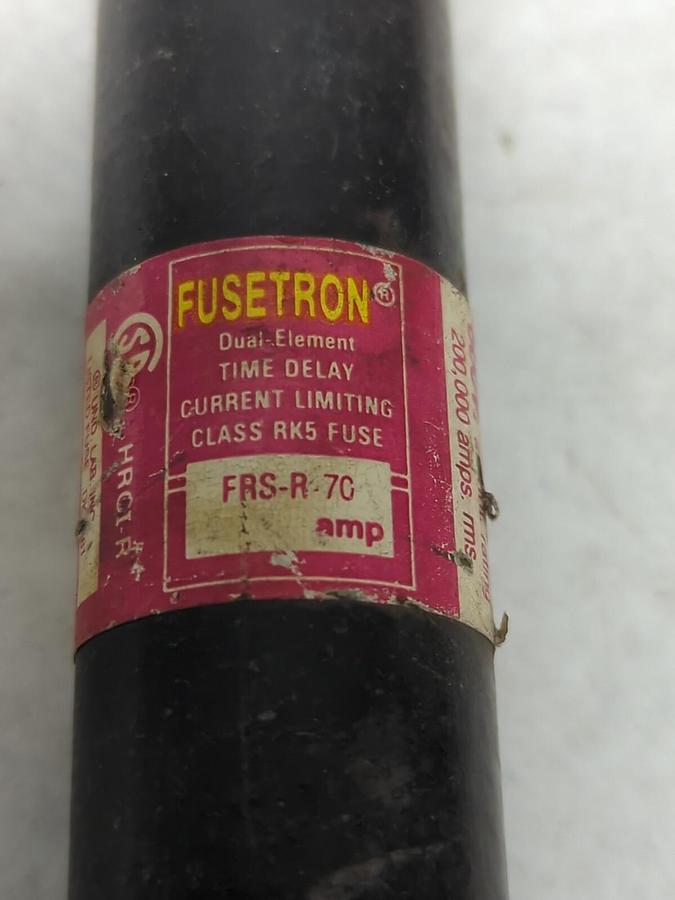 FUSETRON®
Dual-Element
TIME DELAY
CURRENT LIMITING
CLASS RK5 FUSE
FRS-R-70
amp
HRCI-R
200,000 amps. rms